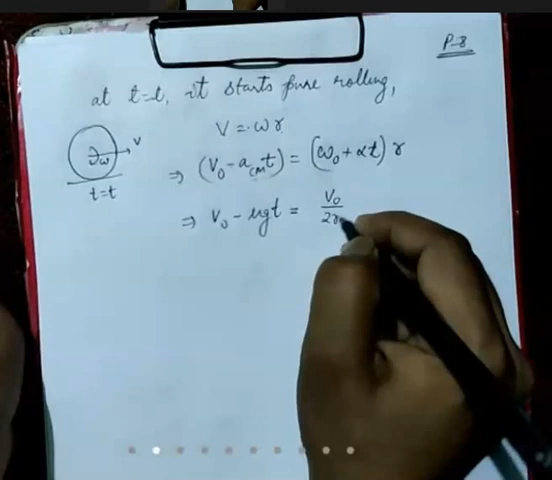 P-8
at t=t, it starts pure rolling,
V = ωr
ω V
t=t
⇒ (V₀ - a_cm t) = (ω₀ + αt) r
⇒ V₀ - μgt = V₀/2r